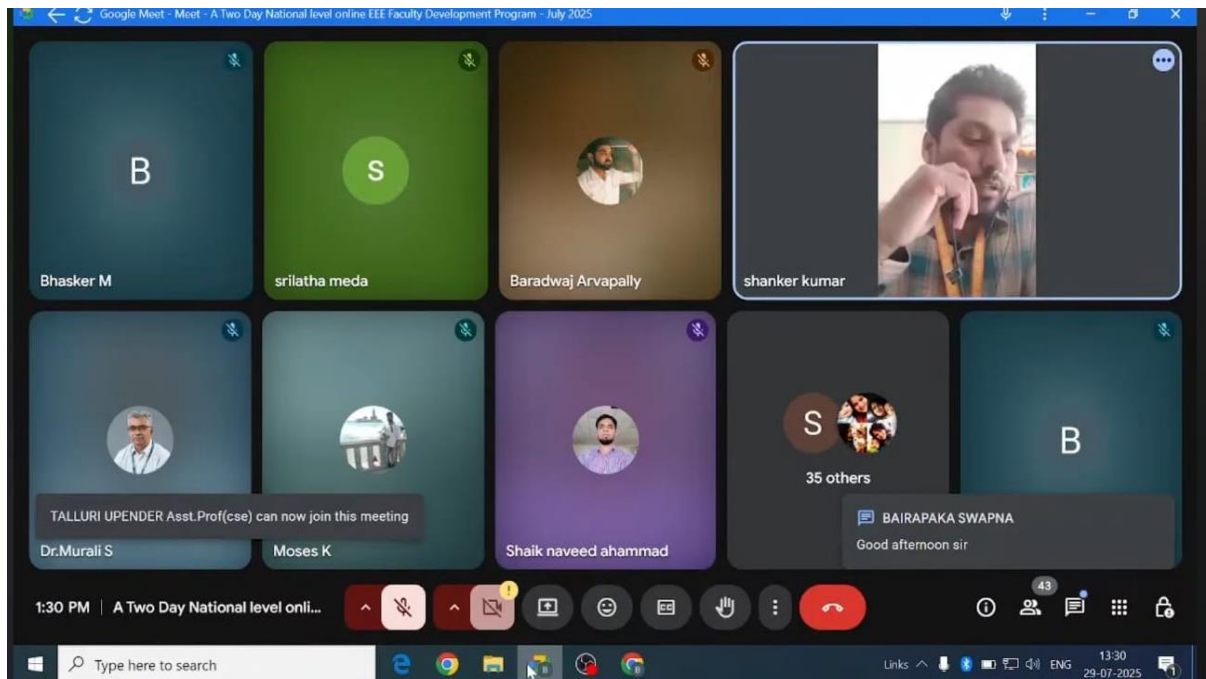 Google Meet - Meet - A Two Day National level online EEE Faculty Development Program - July 2025
B
Bhasker M
S
srilatha meda
Baradwaj Arvapally
shanker kumar
Dr.Murali S
Moses K
Shaik naveed ahammad
S
35 others
B
TALLURI UPENDER Asst.Prof(cse) can now join this meeting
BAIRAPAKA SWAPNA
Good afternoon sir
1:30 PM | A Two Day National level onli...
CC
43
Type here to search
Links
ENG
13:30
29-07-2025
1